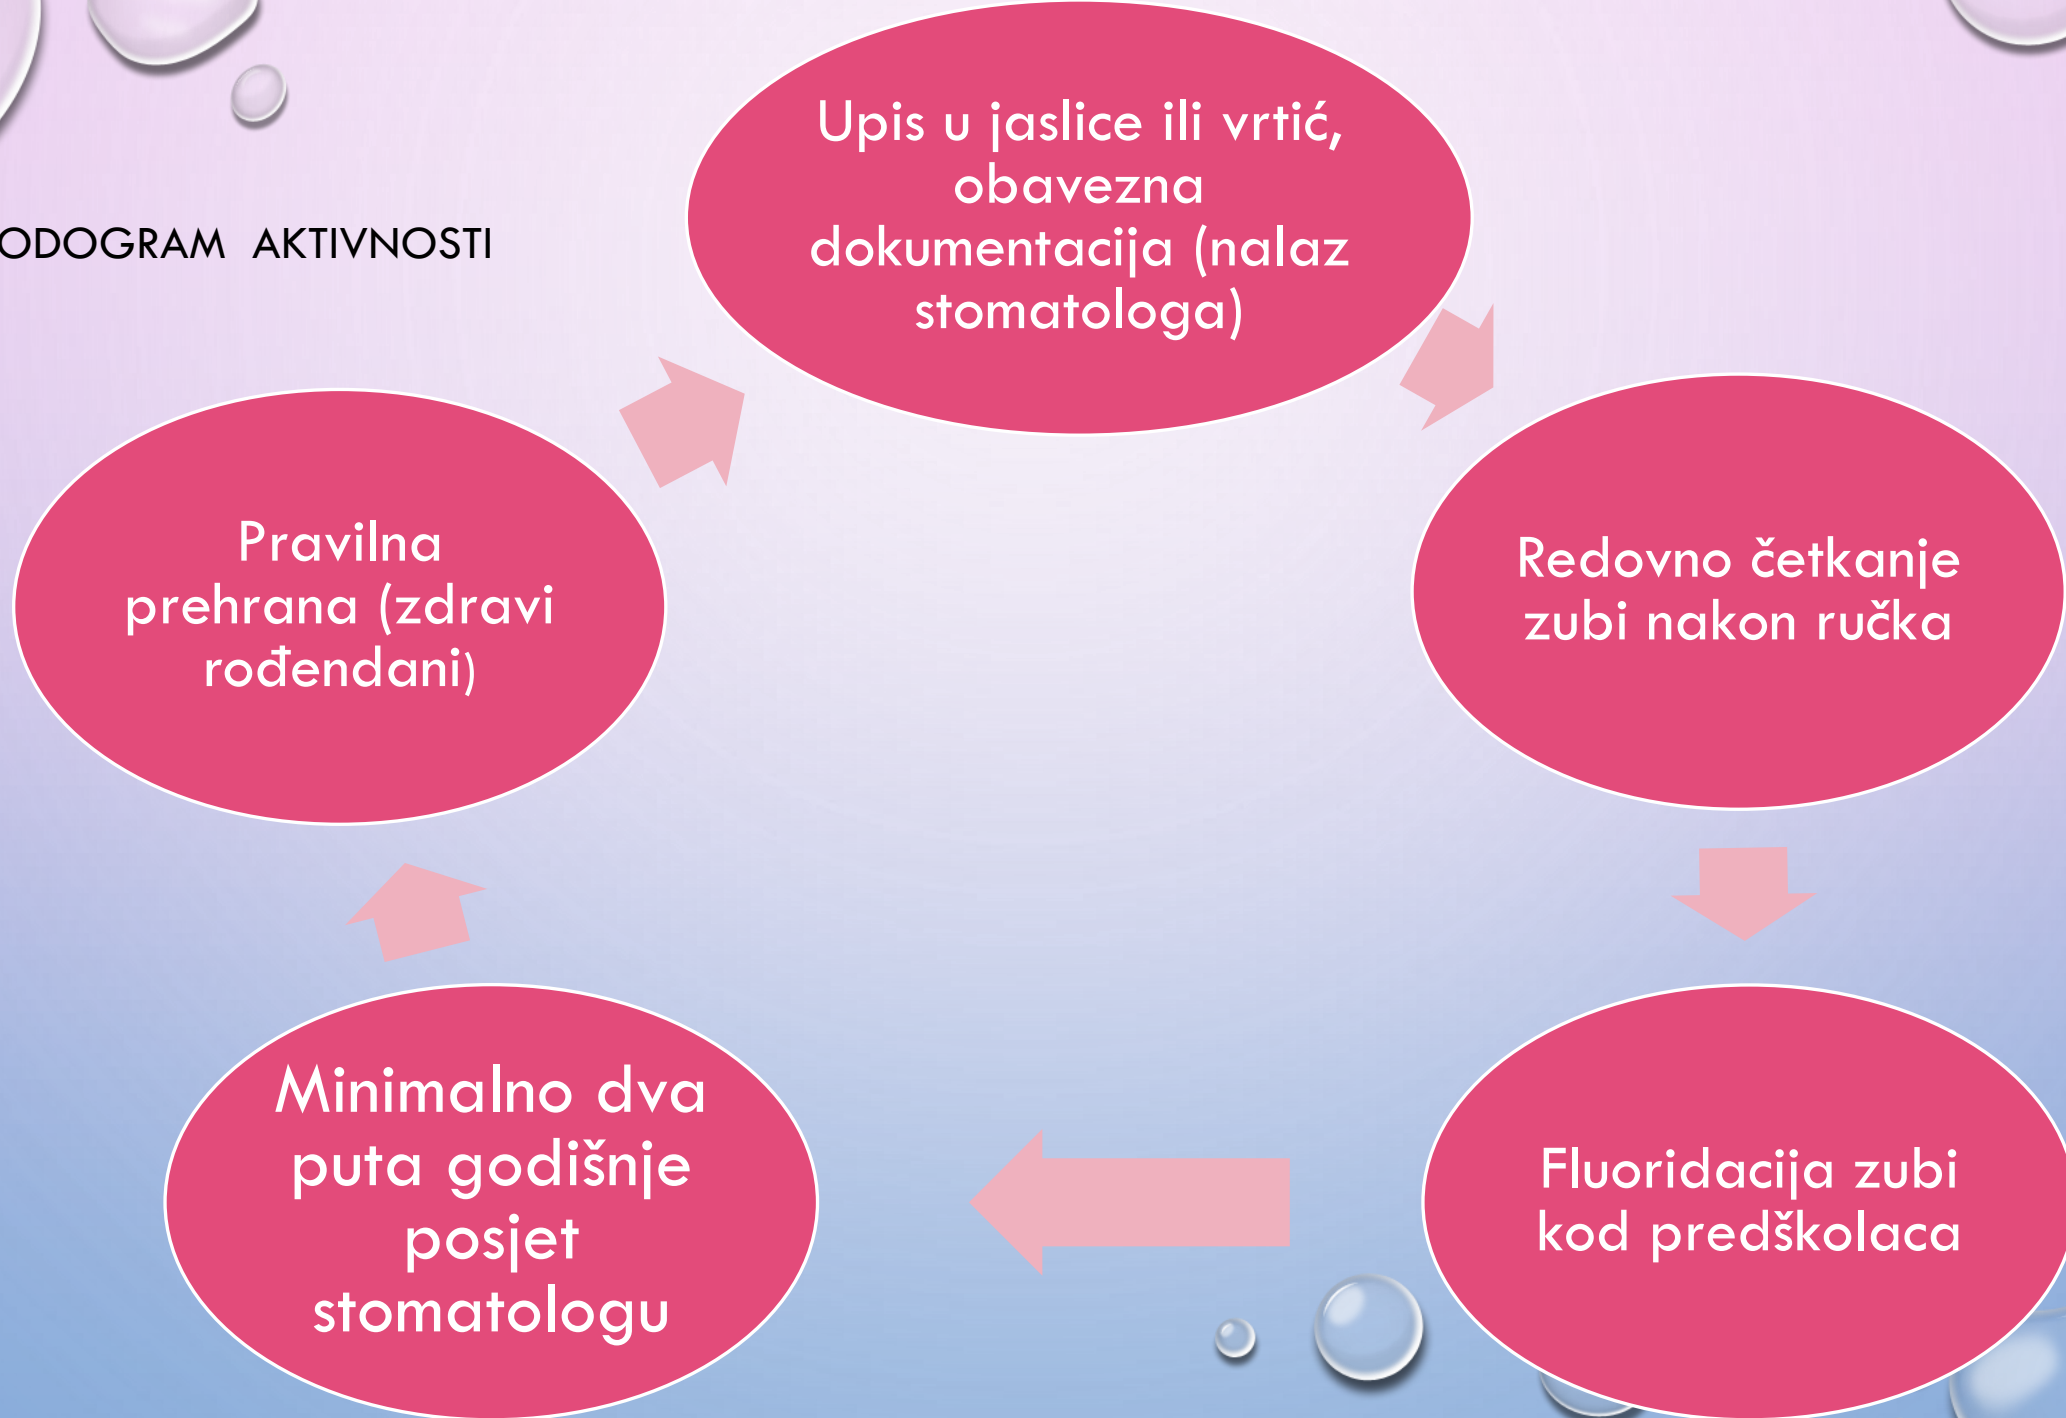 ODOGRAM AKTIVNOSTI
Upis u jaslice ili vrtić,
obavezna
dokumentacija (nalaz
stomatologa)
Redovno četkanje
zubi nakon ručka
Fluoridacija zubi
kod predškolaca
Minimalno dva
puta godišnje
posjet
stomatologu
Pravilna
prehrana (zdravi
rođendani)